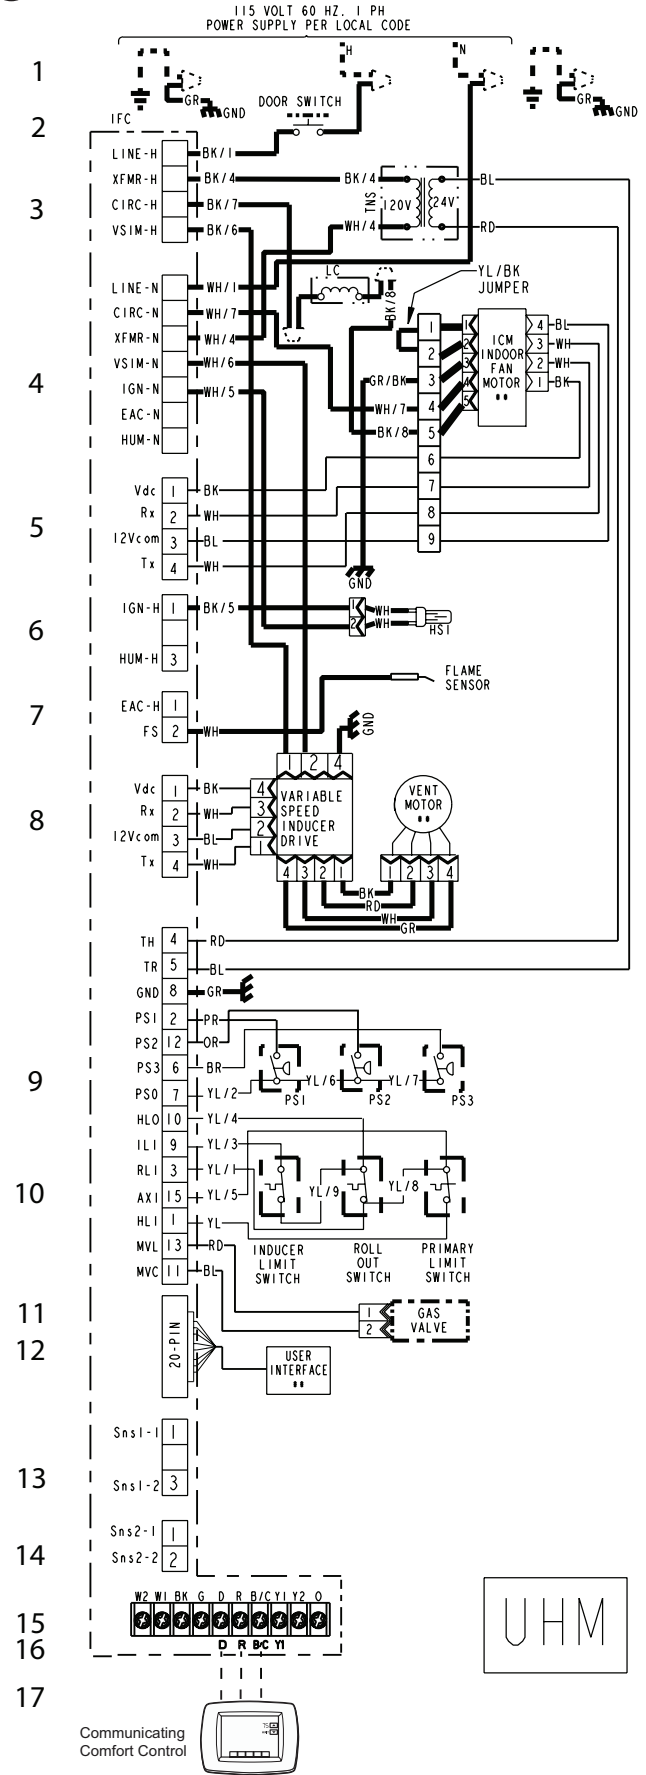 115 VOLT 60 HZ. 1 PH
POWER SUPPLY PER LOCAL CODE
H
N
1
GR
GND
GR
GND
DOOR SWITCH
2
IFC
LINE-H
BK/1
XFMR-H
BK/4
BK/4
BL
3
CIRC-H
BK/7
TNS
120V
24V
VSIM-H
BK/6
WH/4
RD
LC
YL/BK
JUMPER
LINE-N
WH/1
BK/8
CIRC-N
WH/7
1
1
4
BL
XFMR-N
WH/4
2
2
ICM
INDOOR
FAN
MOTOR
**
3
WH
VSIM-N
WH/6
3
3
2
WH
4
IGN-N
WH/5
GR/BK
4
4
1
BK
EAC-N
WH/7
5
5
HUM-N
BK/8
6
Vdc
1
BK
7
Rx
2
WH
8
5
12Vcom
3
BL
9
Tx
4
WH
GND
IGN-H
1
BK/5
1
WH
6
2
WH
HSI
HUM-H
3
FLAME
SENSOR
EAC-H
1
7
FS
2
WH
GND
1
2
4
Vdc
1
BK
4
VARIABLE
SPEED
INDUCER
DRIVE
VENT
MOTOR
**
Rx
2
WH
3
8
12Vcom
3
BL
2
Tx
4
WH
1
4
3
2
1
1
2
3
4
BK
RD
WH
GR
TH
4
RD
TR
5
BL
GND
8
GR
PS1
2
PR
PS2
12
OR
PS3
6
BR
9
PS0
7
YL/2
YL/6
YL/7
PS1
PS2
PS3
HLO
10
YL/4
ILI
9
YL/3
RLI
3
YL/1
10
AX1
15
YL/5
YL/9
YL/8
HLI
1
YL
MVL
13
RD
INDUCER
LIMIT
SWITCH
ROLL
OUT
SWITCH
PRIMARY
LIMIT
SWITCH
MVC
11
BL
11
1
2
GAS
VALVE
12
20-PIN
USER
INTERFACE
**
Sns1-1
1
13
Sns1-2
3
Sns2-1
1
14
Sns2-2
2
W2 W1 BK G D R B/C Y1 Y2 O
15
16
D R B/C Y1
UHM
17
Communicating
Comfort Control